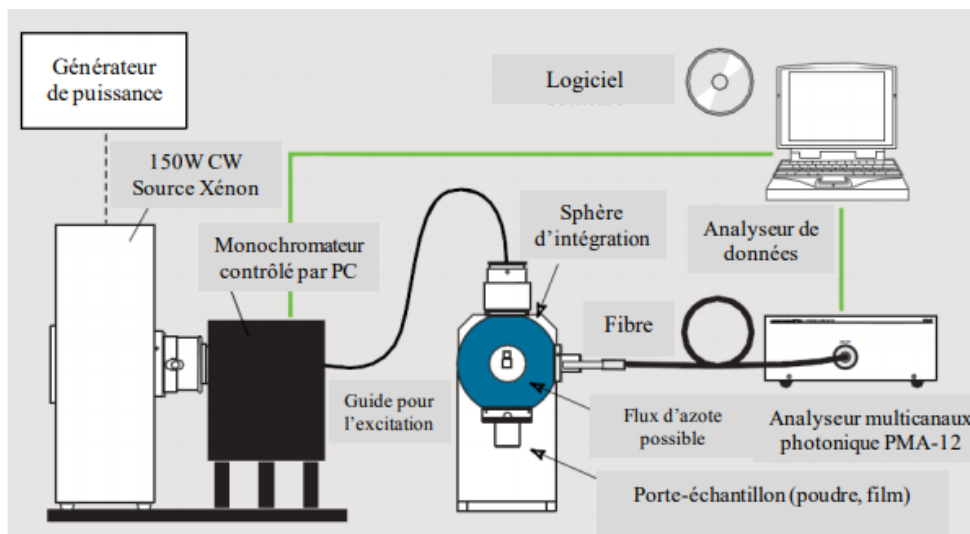 Générateur
de puissance
150W CW
Source Xénon
Monochromateur
contrôlé par PC
Guide pour
l'excitation
Logiciel
Sphère
d'intégration
Fibre
Analyseur de
données
Flux d'azote
possible
Analyseur multicanaux
photonique PMA-12
Porte-échantillon (poudre, film)